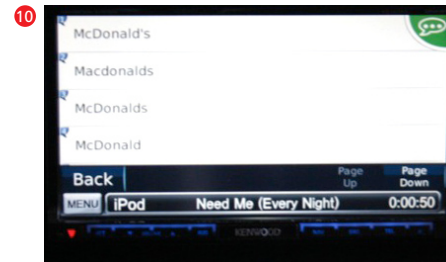 10
McDonald's
Macdonalds
McDonalds
McDonald
Back
Page Up
Page Down
MENU iPod Need Me (Every Night) 0:00:50
KENWOOD